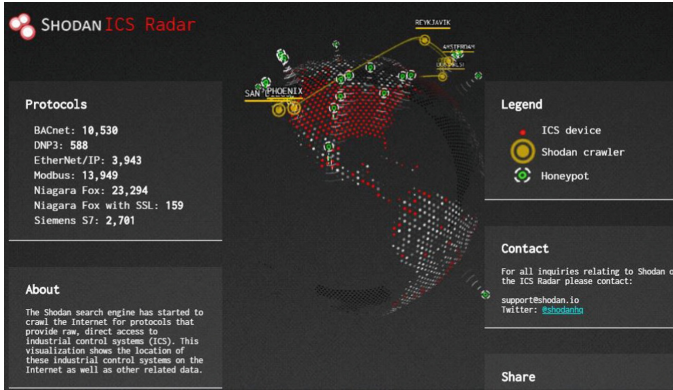 SHODAN ICS Radar
REYKJAVIK
AMSTERDAM
SAN PHOENIX
Protocols
BACnet: 10,530
DNP3: 588
EtherNet/IP: 3,943
Modbus: 13,949
Niagara Fox: 23,294
Niagara Fox with SSL: 159
Siemens S7: 2,701
About
The Shodan search engine has started to
crawl the Internet for protocols that
provide raw, direct access to
industrial control systems (ICS). This
visualization shows the location of
these industrial control systems on the
Internet as well as other related data.
Legend
ICS device
Shodan crawler
Honeypot
Contact
For all inquiries relating to Shodan o
the ICS Radar please contact:
support@shodan.io
Twitter: @shodanhq
Share